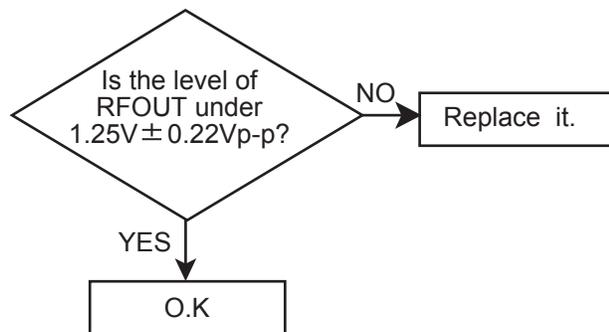 Is the level of
RFOUT under
1.25V±0.22Vp-p?
NO
Replace it.
YES
O.K